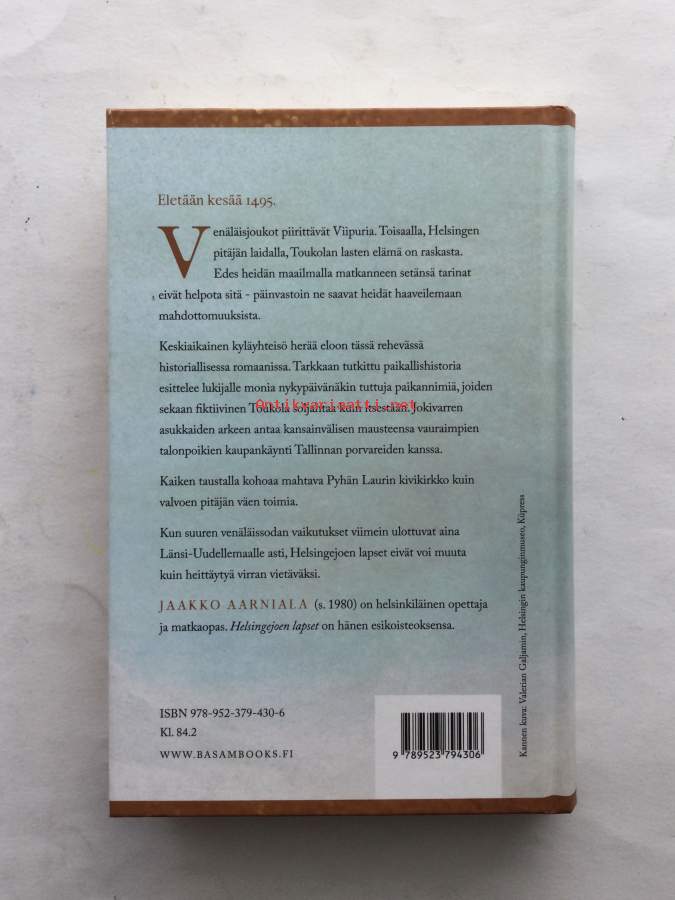 Eletään kesää 1495.
Venäläisjoukot piirittävät Viipuria. Toisaalla, Helsingen
pitäjän laidalla, Toukolan lasten elämä on raskasta.
Edes heidän maailmalla matkanneen setänsä tarinat
eivät helpota sitä - päinvastoin ne saavat heidät haaveilemaan
mahdottomuuksista.
Keskiaikainen kyläyhteisö herää eloon tässä rehevässä
historiallisessa romaanissa. Tarkkaan tutkittu paikallishistoria
esittelee lukijalle monia nykypäivänäkin tuttuja paikannimiä, joiden
Antikvariaatti.net
sekaan fiktiivinen Toukola soljahtaa kuin itsestään. Jokivarren
asukkaiden arkeen antaa kansainvälisen mausteensa vauraimpien
talonpoikien kaupankäynti Tallinnan porvareiden kanssa.
Kaiken taustalla kohoaa mahtava Pyhän Laurin kivikirkko kuin
valvoen pitäjän väen toimia.
Kun suuren venäläissodan vaikutukset viimein ulottuvat aina
Länsi-Uudellemaalle asti, Helsingejoen lapset eivät voi muuta
kuin heittäytyä virran vietäväksi.
JAAKKO AARNIALA (s. 1980) on helsinkiläinen opettaja
ja matkaopas. Helsingejoen lapset on hänen esikoisteoksensa.
ISBN 978-952-379-430-6
Kl. 84.2
WWW.BASAMBOOKS.FI
9 789523 794306
Kannen kuva: Valerian Galjamin, Helsingin kaupunginmuseo, Küpress